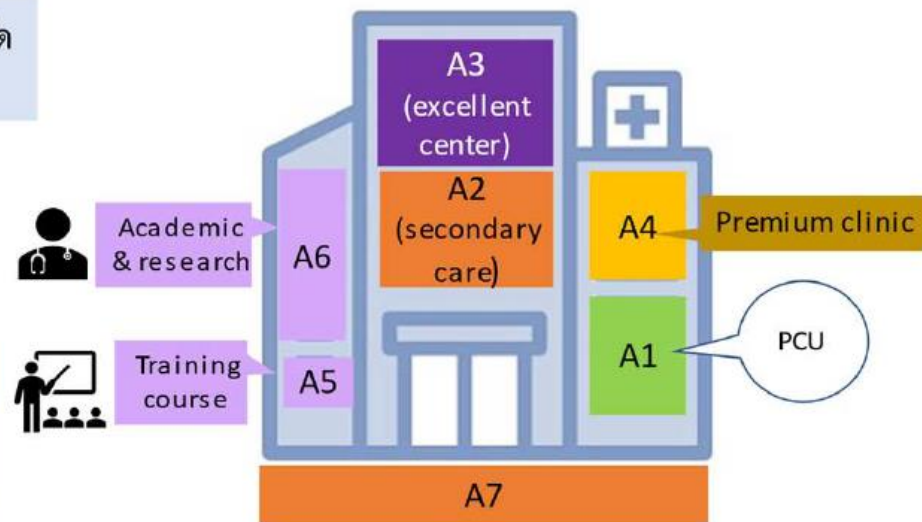 A3
(excellent
center)
A2
(secondary
care)
A4
Premium clinic
Academic
& research
A6
A1
PCU
Training
course
A5
A7